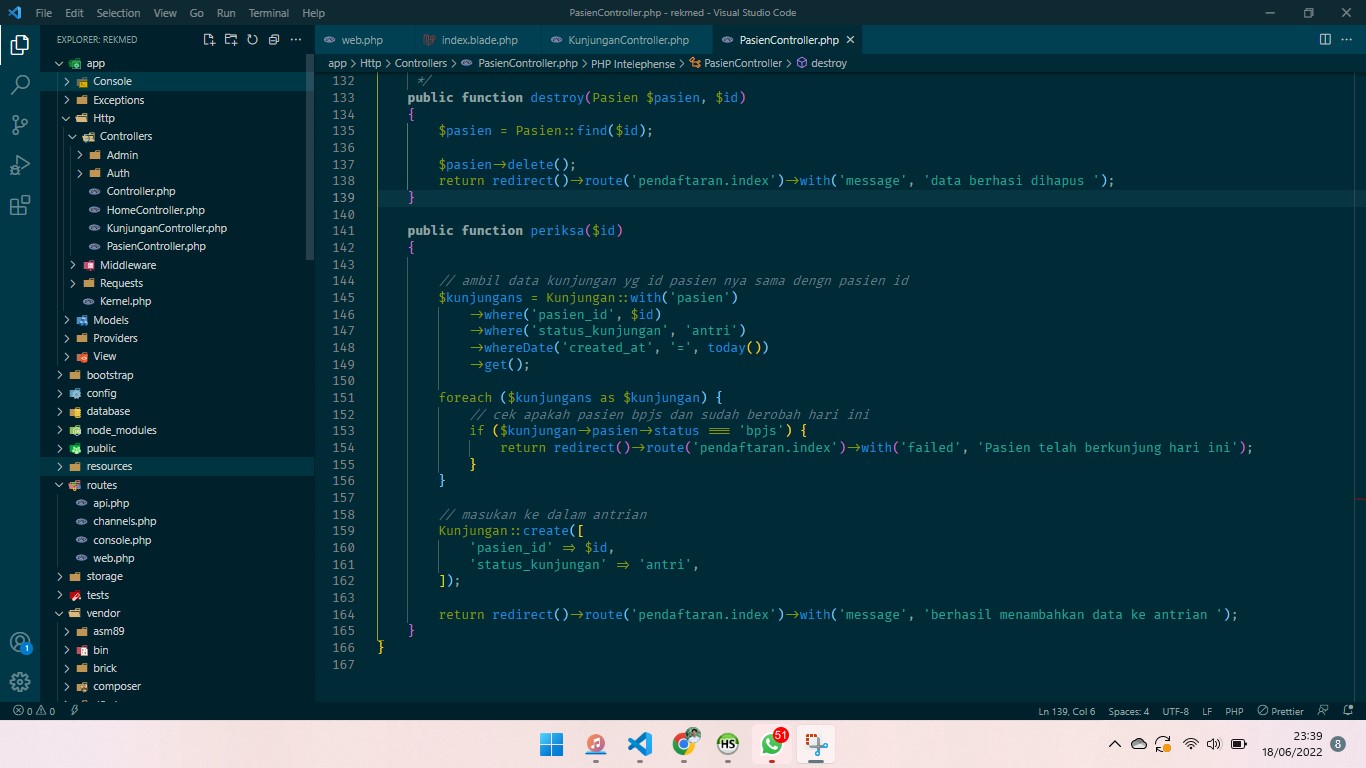 File Edit Selection View Go Run Terminal Help PasienController.php - rekmed - Visual Studio Code
EXPLORER: REKMED
app
Console
Exceptions
Http
Controllers
Admin
Auth
Controller.php
HomeController.php
KunjunganController.php
PasienController.php
Middleware
Requests
Kernel.php
Models
Providers
View
bootstrap
config
database
node_modules
public
resources
routes
api.php
channels.php
console.php
web.php
storage
tests
vendor
asm89
bin
brick
composer
1
web.php index.blade.php KunjunganController.php PasienController.php
app > Http > Controllers > PasienController.php > PHP Intelephense > PasienController > destroy
132 */
133 public function destroy(Pasien $pasien, $id)
134 {
135 $pasien = Pasien::find($id);
136
137 $pasien->delete();
138 return redirect()->route('pendaftaran.index')->with('message', 'data berhasi dihapus ');
139 }
140
141 public function periksa($id)
142 {
143
144 // ambil data kunjungan yg id pasien nya sama dengn pasien id
145 $kunjungans = Kunjungan::with('pasien')
146 ->where('pasien_id', $id)
147 ->where('status_kunjungan', 'antri')
148 ->whereDate('created_at', '=', today())
149 ->get();
150
151 foreach ($kunjungans as $kunjungan) {
152 // cek apakah pasien bpjs dan sudah berobah hari ini
153 if ($kunjungan->pasien->status === 'bpjs') {
154 return redirect()->route('pendaftaran.index')->with('failed', 'Pasien telah berkunjung hari ini');
155 }
156 }
157
158 // masukan ke dalam antrian
159 Kunjungan::create([
160 'pasien_id' => $id,
161 'status_kunjungan' => 'antri',
162 ]);
163
164 return redirect()->route('pendaftaran.index')->with('message', 'berhasil menambahkan data ke antrian ');
165 }
166 }
167
0 0 Ln 139, Col 6 Spaces: 4 UTF-8 LF PHP Prettier
HS 51 23:39
18/06/2022 8